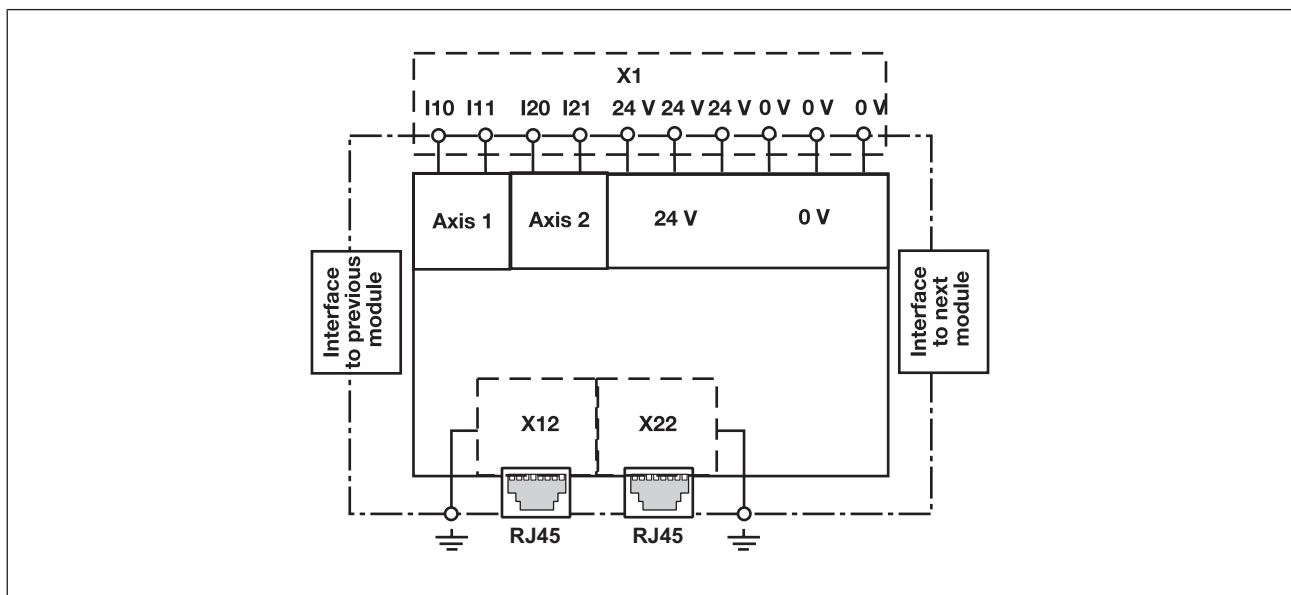 X1
I10 I11 I20 I21 24 V 24 V 24 V 0 V 0 V 0 V
Axis 1 Axis 2 24 V 0 V
Interface
to previous
module
Interface
to next
module
X12 X22
RJ45 RJ45